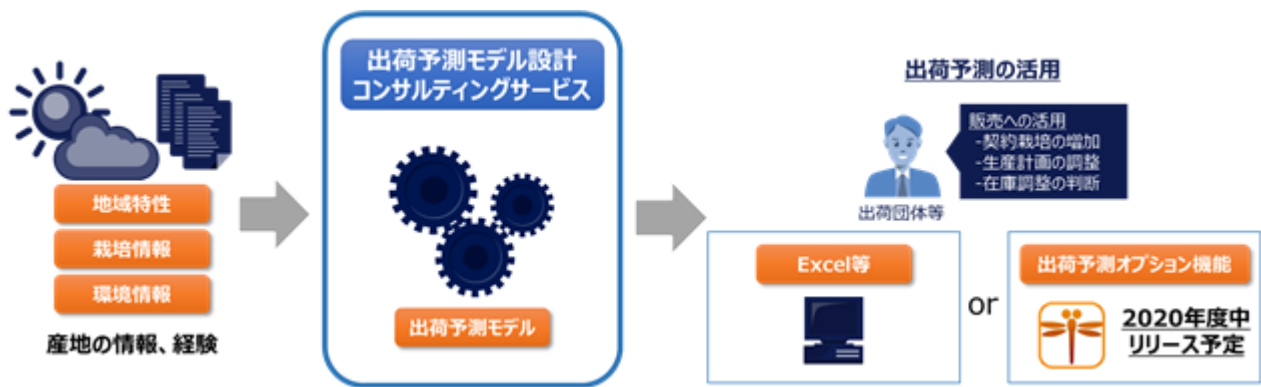 地域特性
栽培情報
環境情報
産地の情報、経験
出荷予測モデル設計
コンサルティングサービス
出荷予測モデル
出荷予測の活用
販売への活用
-契約栽培の増加
-生産計画の調整
-在庫調整の判断
出荷団体等
Excel等
or
出荷予測オプション機能
2020年度中
リリース予定